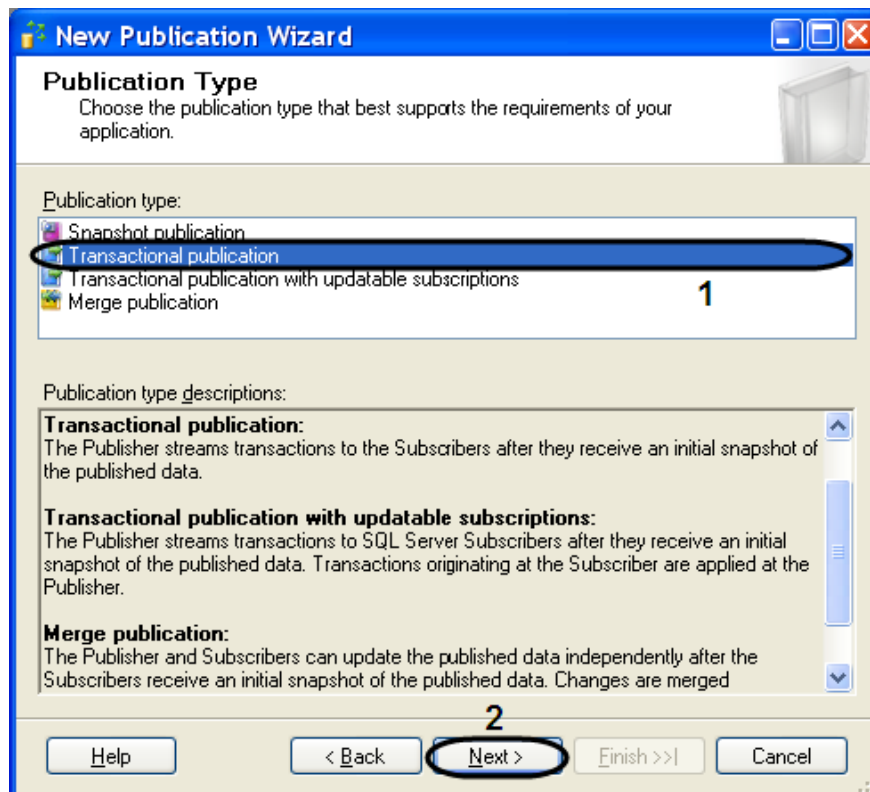 New Publication Wizard
Publication Type
Choose the publication type that best supports the requirements of your
application.
Publication type:
Snapshot publication
Transactional publication
Transactional publication with updatable subscriptions
1
Merge publication
Publication type descriptions:
Transactional publication:
The Publisher streams transactions to the Subscribers after they receive an initial snapshot of
the published data.
Transactional publication with updatable subscriptions:
The Publisher streams transactions to SQL Server Subscribers after they receive an initial
snapshot of the published data. Transactions originating at the Subscriber are applied at the
Publisher.
Merge publication:
The Publisher and Subscribers can update the published data independently after the
Subscribers receive an initial snapshot of the published data. Changes are merged
2
Help < Back Next > Finish >>| Cancel